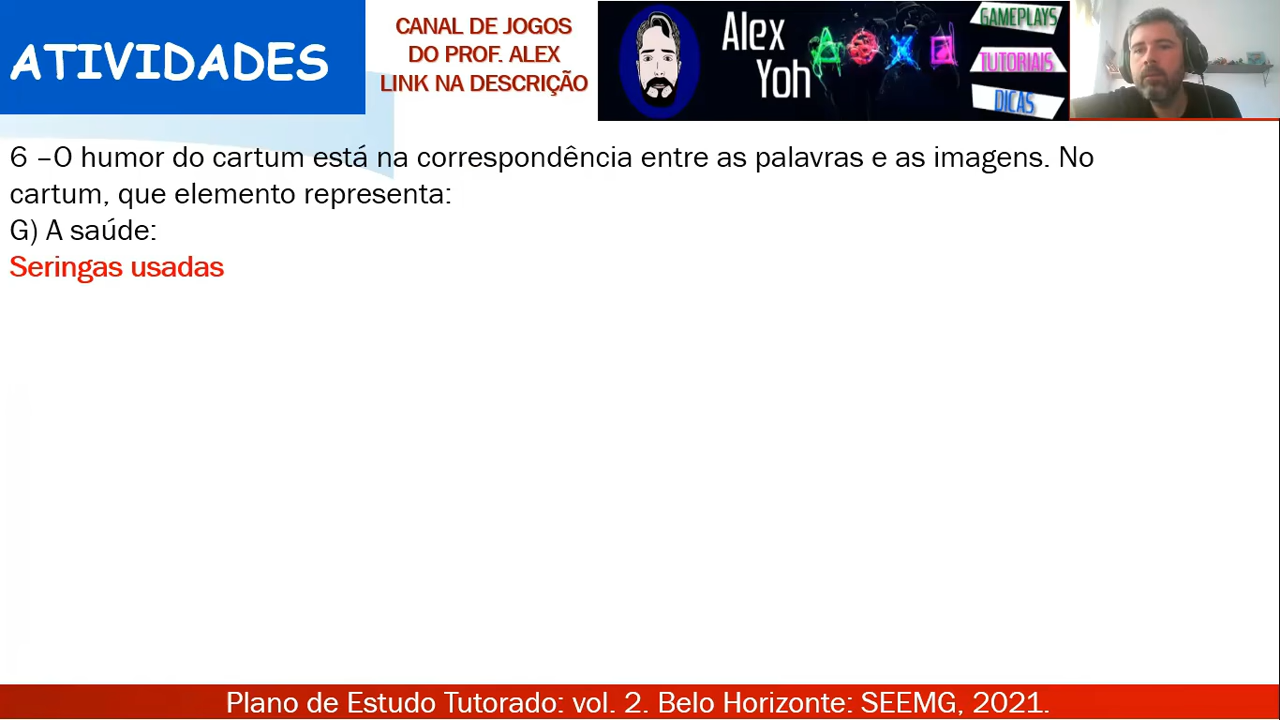 ATIVIDADES
CANAL DE JOGOS
DO PROF. ALEX
LINK NA DESCRIÇÃO
Alex
Yoh
GAMEPLAYS
TUTORIAIS
DICAS
6 –O humor do cartum está na correspondência entre as palavras e as imagens. No
cartum, que elemento representa:
G) A saúde:
Seringas usadas
Plano de Estudo Tutorado: vol. 2. Belo Horizonte: SEEMG, 2021.